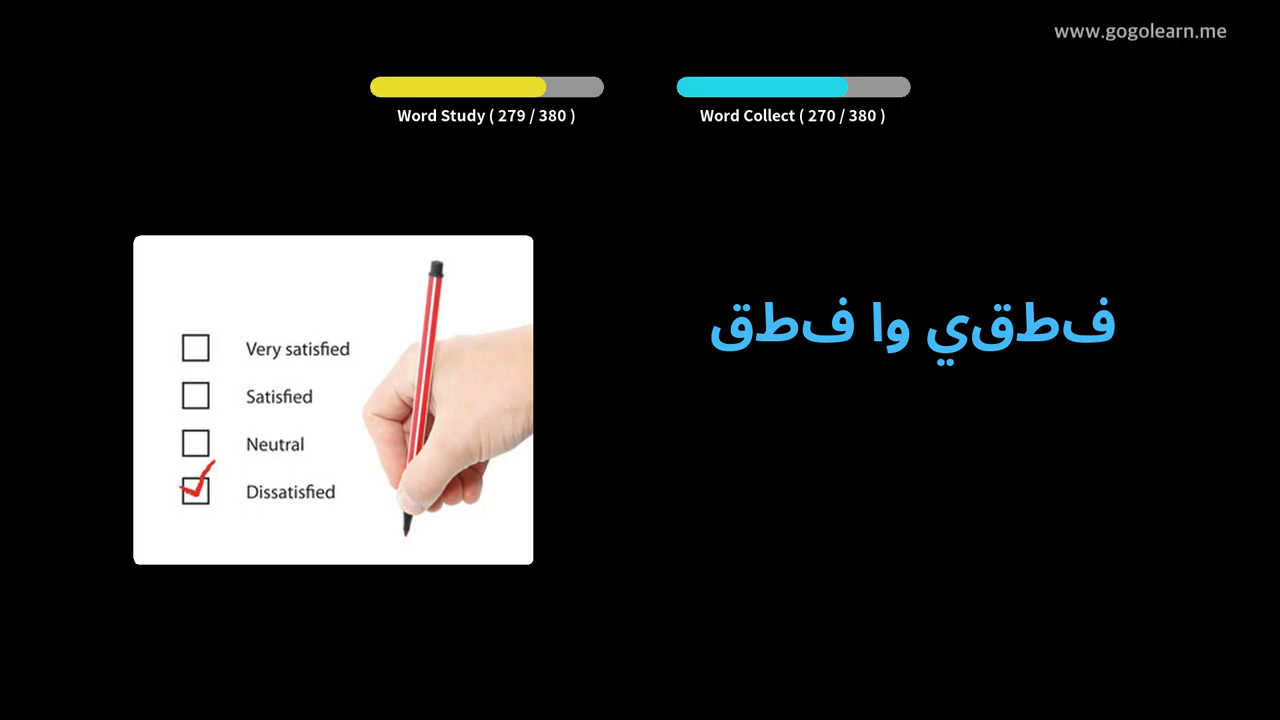 www.gogolearn.me
Word Study ( 279 / 380 )
Word Collect ( 270 / 380 )
فطقي وا فطق
Very satisfied
Satisfied
Neutral
Dissatisfied